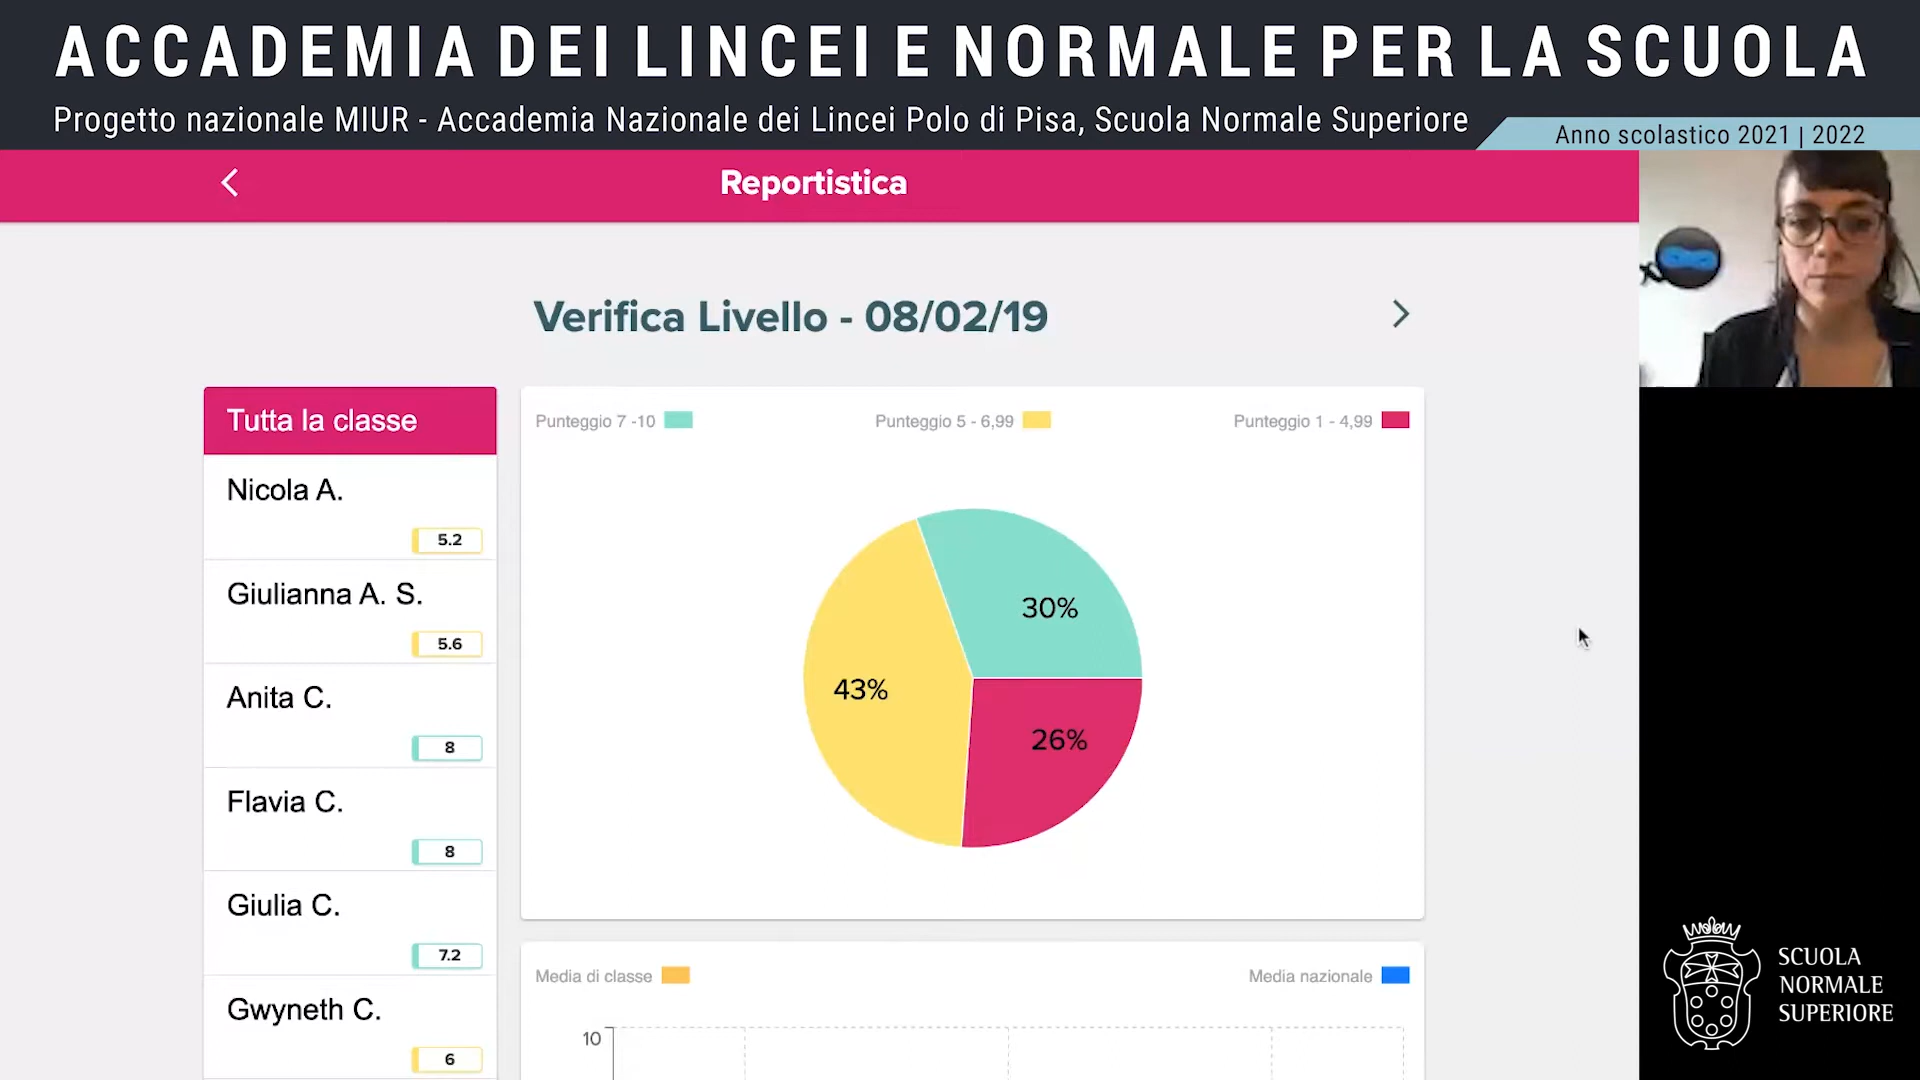 ACCADEMIA DEI LINCEI E NORMALE PER LA SCUOLA
Progetto nazionale MIUR - Accademia Nazionale dei Lincei Polo di Pisa, Scuola Normale Superiore
Anno scolastico 2021 | 2022
Reportistica
Verifica Livello - 08/02/19
Tutta la classe
Nicola A.
5.2
Giulianna A. S.
5.6
Anita C.
8
Flavia C.
8
Giulia C.
7.2
Gwyneth C.
6
Punteggio 7 -10
Punteggio 5 - 6,99
Punteggio 1 - 4,99
30%
43%
26%
Media di classe
Media nazionale
10
SCUOLA
NORMALE
SUPERIORE